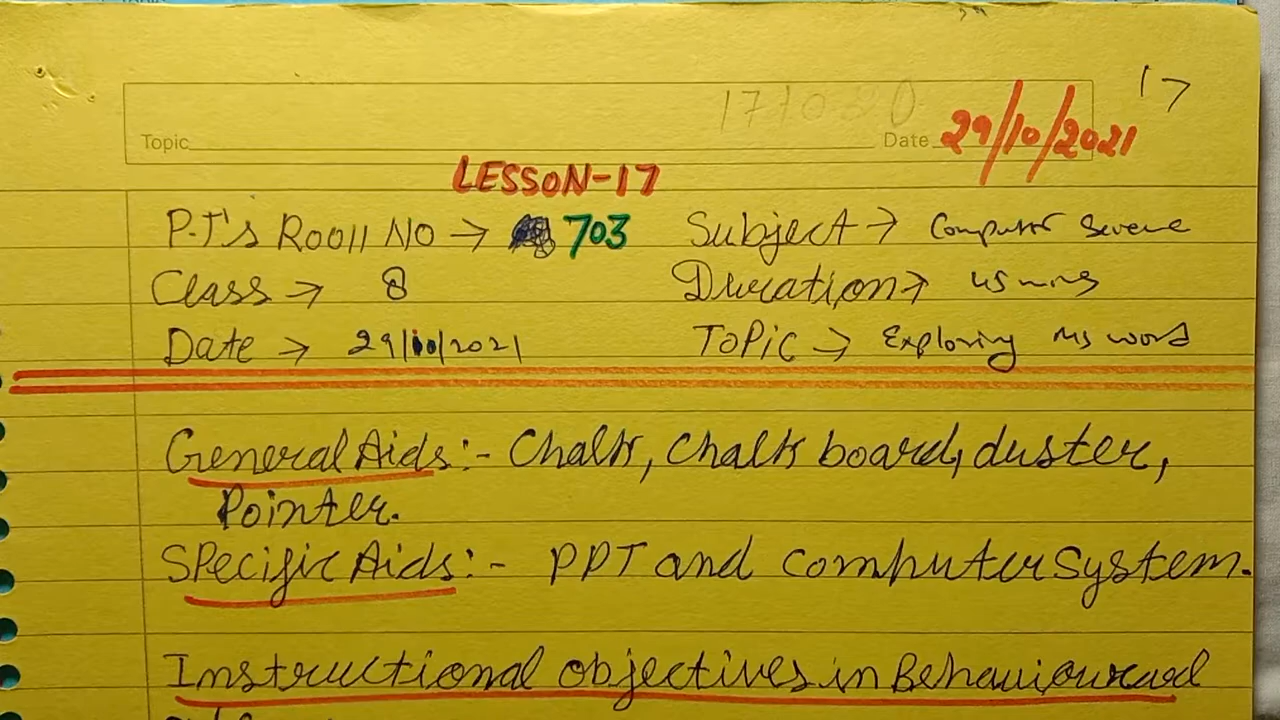 17
Topic Date 29/10/2021
LESSON-17
P.T's Rooll No → 703 Subject → Computer
Class → 8 Duration → 45 mins
Date → 29/10/2021 Topic → Exploring MS word
General Aids:- Chalk, Chalk board, duster,
Pointer.
Specific Aids:- PPT and computer system.
Instructional objectives in Behavioural